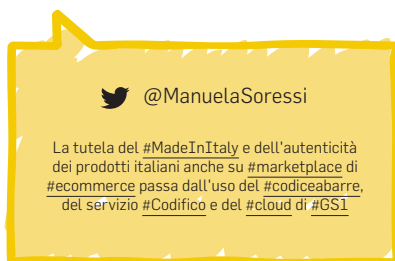 @ManuelaSoressi
La tutela del #MadeInItaly e dell'autenticità
dei prodotti italiani anche su #marketplace di
#ecommerce passa dall'uso del #codiceabarre,
del servizio #Codifico e del #cloud di #GS1